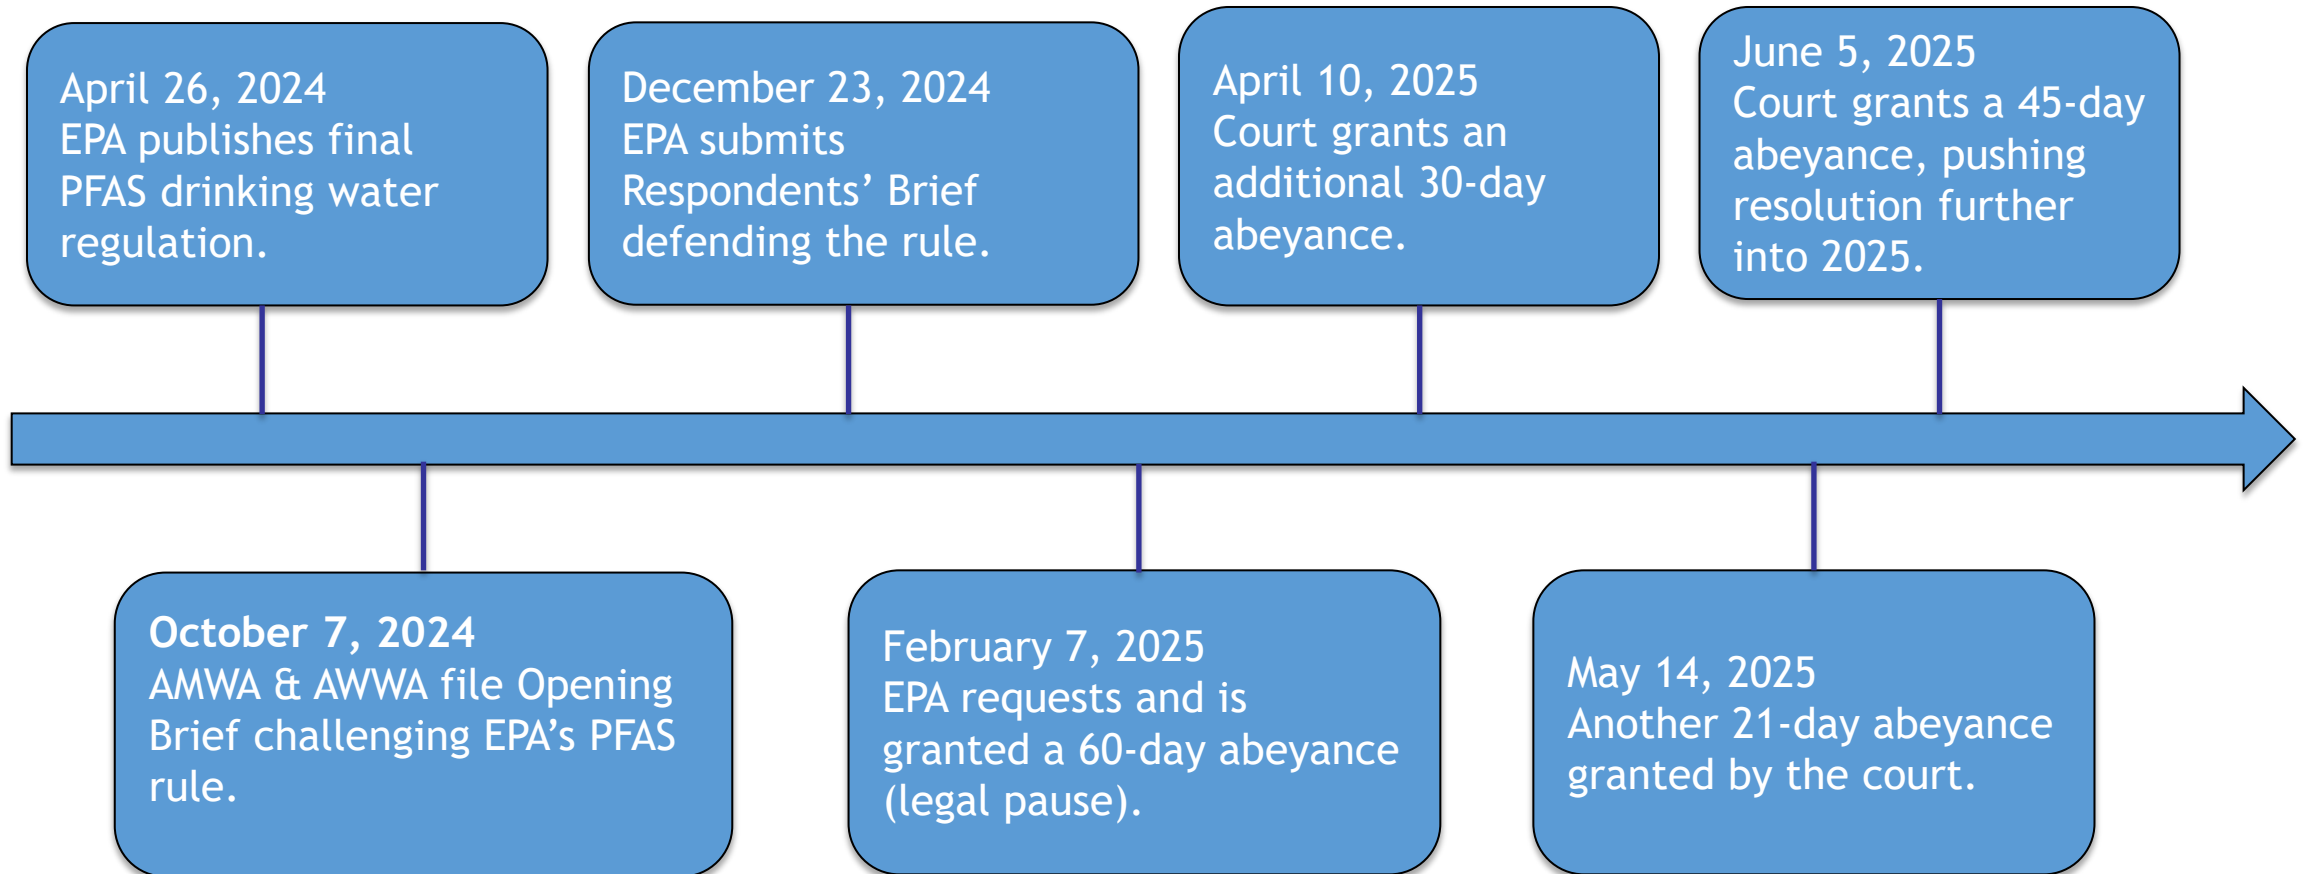 April 26, 2024
EPA publishes final
PFAS drinking water
regulation.
October 7, 2024
AMWA & AWWA file Opening
Brief challenging EPA’s PFAS
rule.
December 23, 2024
EPA submits
Respondents’ Brief
defending the rule.
February 7, 2025
EPA requests and is
granted a 60-day abeyance
(legal pause).
April 10, 2025
Court grants an
additional 30-day
abeyance.
May 14, 2025
Another 21-day abeyance
granted by the court.
June 5, 2025
Court grants a 45-day
abeyance, pushing
resolution further
into 2025.